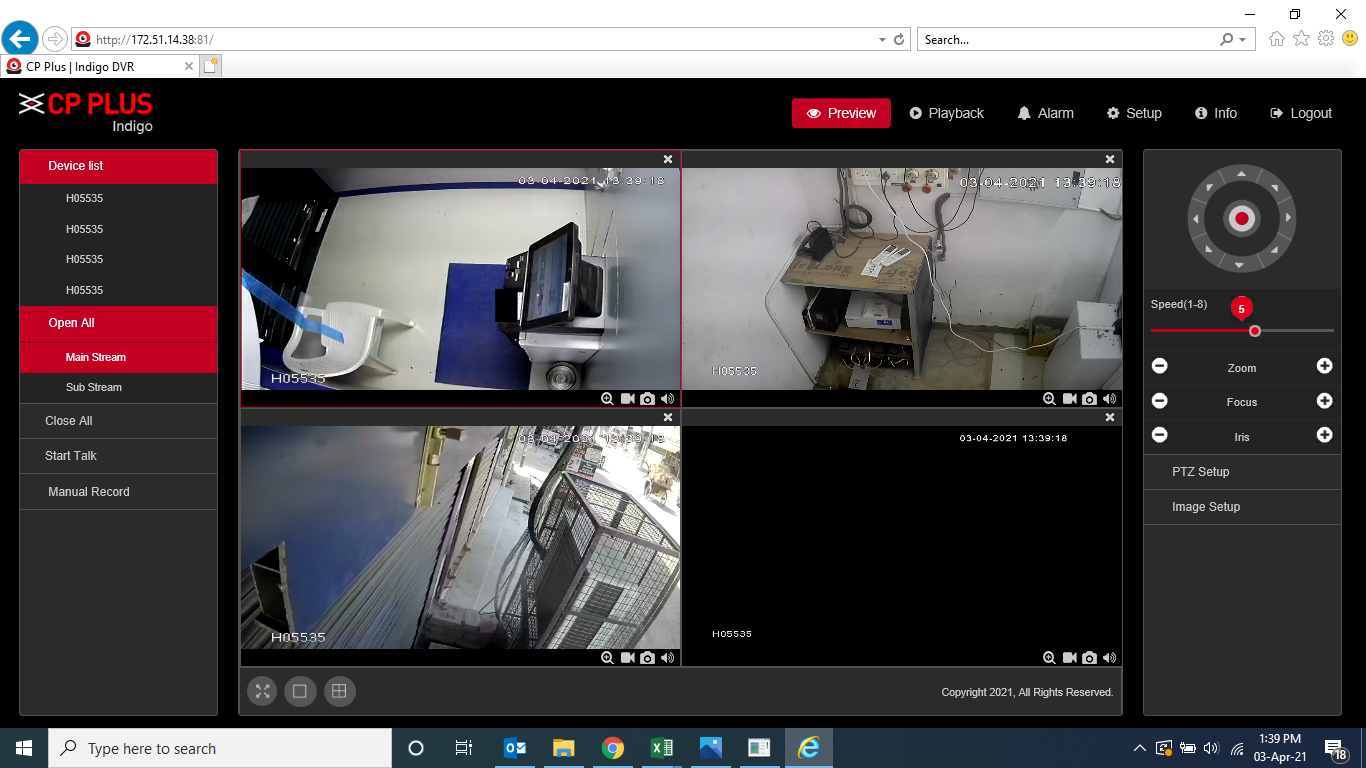 http://172.51.14.38:81/
Search...
CP Plus | Indigo DVR
CP PLUS
Indigo
Preview
Playback
Alarm
Setup
Info
Logout
Device list
H05535
H05535
H05535
H05535
Open All
Main Stream
Sub Stream
Close All
Start Talk
Manual Record
03-04-2021 13:39:18
H05535
03-04-2021 13:39:18
H05535
03-04-2021 13:39:18
H05535
03-04-2021 13:39:18
H05535
Speed(1-8)
5
Zoom
Focus
Iris
PTZ Setup
Image Setup
Copyright 2021, All Rights Reserved.
Type here to search
1:39 PM
03-Apr-21
18